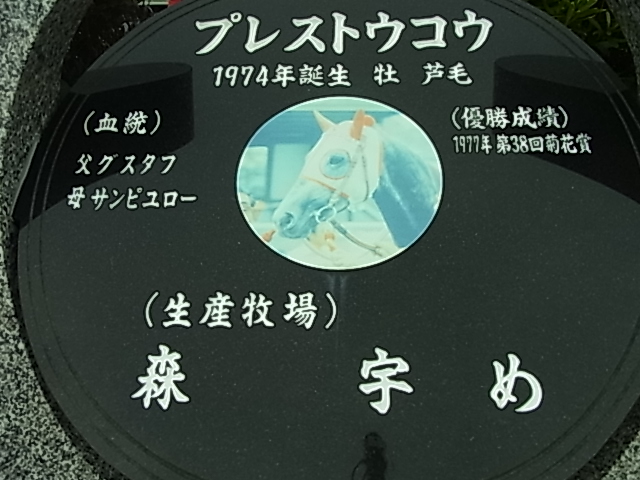 プレストウコウ
1974年誕生 牡 芦毛
(血統)
父グスタフ
母サンピユロー
(優勝成績)
1977年第38回菊花賞
(生産牧場)
森 宇め